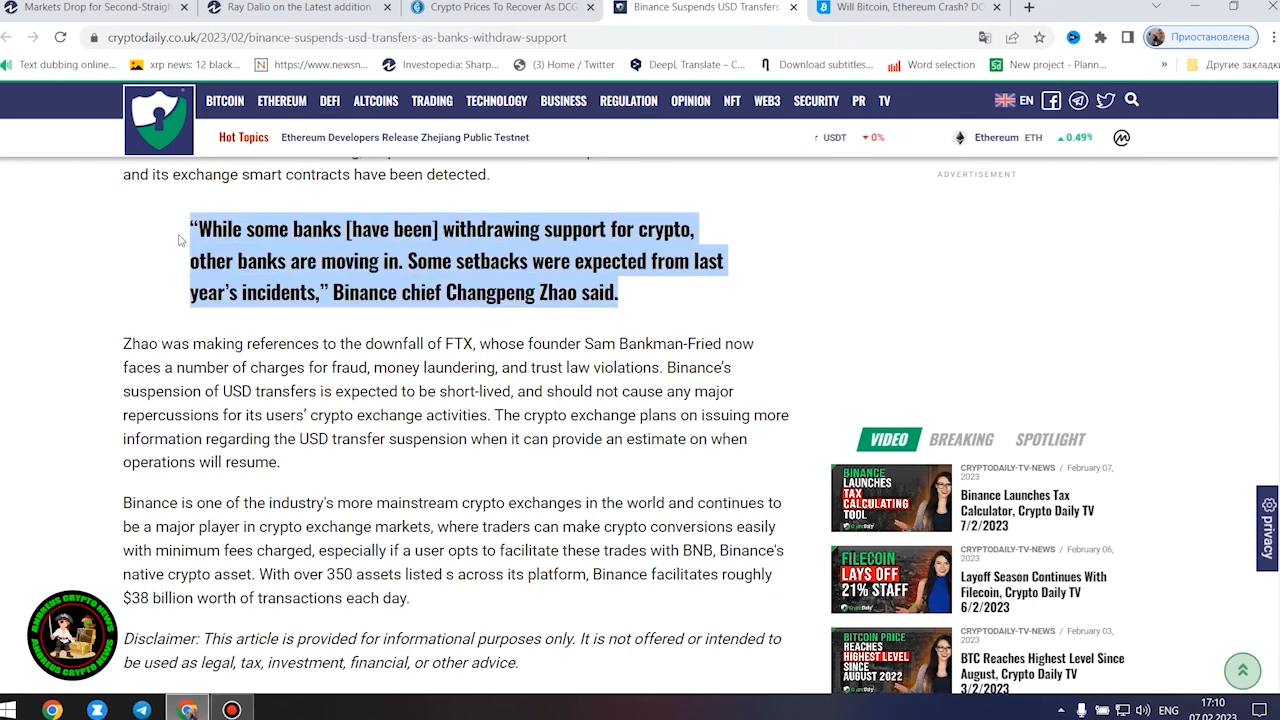 Markets Drop for Second-Straigh
Ray Dalio on the Latest addition
Crypto Prices To Recover As DCG
Binance Suspends USD Transfers
Will Bitcoin, Ethereum Crash? DC
cryptodaily.co.uk/2023/02/binance-suspends-usd-transfers-as-banks-withdraw-support
Приостановлена
Text dubbing online...
xrp news: 12 black...
https://www.newsn...
Investopedia: Sharp...
(3) Home / Twitter
DeepL Translate – C...
Download subtitles...
Word selection
New project - Plann...
»
Другие закладки
BITCOIN ETHEREUM DEFI ALTCOINS TRADING TECHNOLOGY BUSINESS REGULATION OPINION NFT WEB3 SECURITY PR TV
EN
Hot Topics
Ethereum Developers Release Zhejiang Public Testnet
USDT ▾ 0%
Ethereum ETH ▴ 0.49%
and its exchange smart contracts have been detected.
ADVERTISEMENT
“While some banks [have been] withdrawing support for crypto,
other banks are moving in. Some setbacks were expected from last
year’s incidents,” Binance chief Changpeng Zhao said.
Zhao was making references to the downfall of FTX, whose founder Sam Bankman-Fried now
faces a number of charges for fraud, money laundering, and trust law violations. Binance’s
suspension of USD transfers is expected to be short-lived, and should not cause any major
repercussions for its users’ crypto exchange activities. The crypto exchange plans on issuing more
information regarding the USD transfer suspension when it can provide an estimate on when
operations will resume.
Binance is one of the industry's more mainstream crypto exchanges in the world and continues to
be a major player in crypto exchange markets, where traders can make crypto conversions easily
with minimum fees charged, especially if a user opts to facilitate these trades with BNB, Binance's
native crypto asset. With over 350 assets listed s across its platform, Binance facilitates roughly
$38 billion worth of transactions each day.
Disclaimer: This article is provided for informational purposes only. It is not offered or intended to
be used as legal, tax, investment, financial, or other advice.
VIDEO BREAKING SPOTLIGHT
BINANCE
LAUNCHES
TAX
CALCULATING
TOOL
CRYPTODAILY-TV-NEWS / February 07,
2023
Binance Launches Tax
Calculator, Crypto Daily TV
7/2/2023
FILECOIN
LAYS OFF
21% STAFF
CRYPTODAILY-TV-NEWS / February 06,
2023
Layoff Season Continues With
Filecoin, Crypto Daily TV
6/2/2023
BITCOIN PRICE
REACHES
HIGHEST LEVEL
SINCE
AUGUST 2022
CRYPTODAILY-TV-NEWS / February 03,
2023
BTC Reaches Highest Level Since
August, Crypto Daily TV
3/2/2023
privacy
ANDREUS CRYPTO NEWS
ANDREUS CRYPTO NEWS
ENG
17:10
07.02.2023